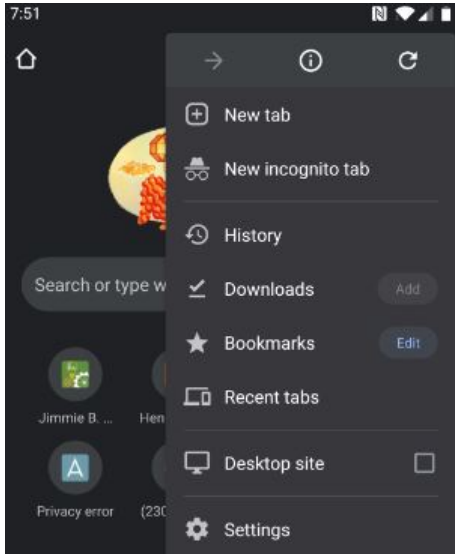 7:51
New tab
New incognito tab
History
Search or type w
Downloads Add
Bookmarks Edit
Recent tabs
Jimmie B. ... Hen
Desktop site
A
Privacy error (230
Settings